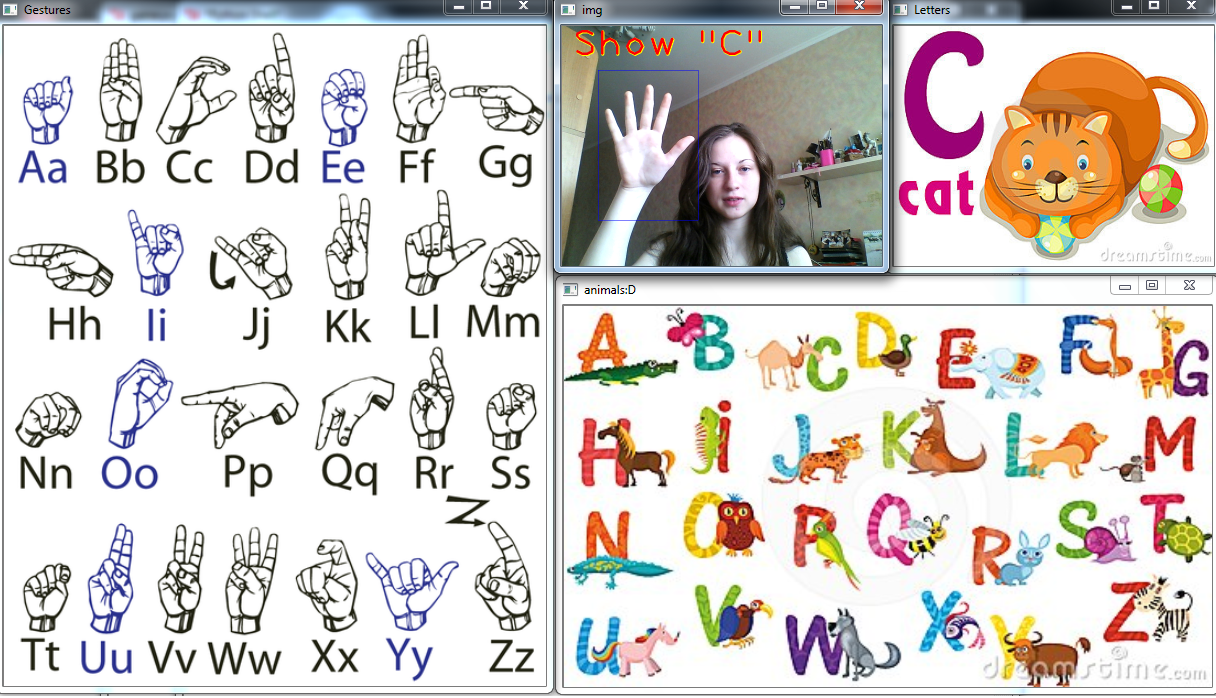 Gestures
Aa Bb Cc Dd Ee Ff Gg
Hh Ii Jj Kk Ll Mm
Nn Oo Pp Qq Rr Ss
Z
Tt Uu Vv Ww Xx Yy Zz
img
Show "C"
Letters
C
cat
dreamstime.com
animals:D
A B C D E F G
H I J K L M
N O P Q R S T
U V W X Y Z
dreamstime.com